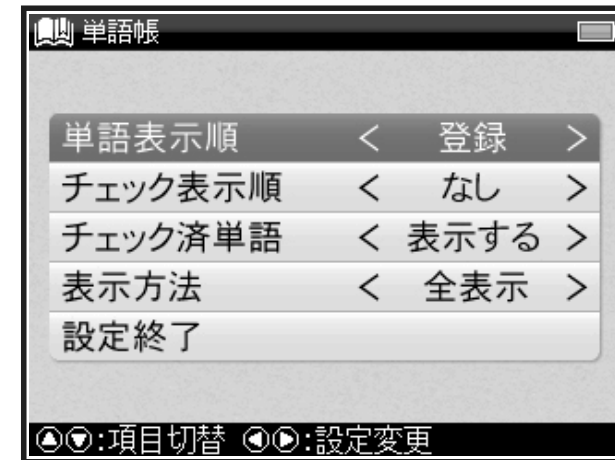 単語帳
単語表示順 < 登録 >
チェック表示順 < なし >
チェック済単語 < 表示する >
表示方法 < 全表示 >
設定終了
▲▼:項目切替 ◀▶:設定変更